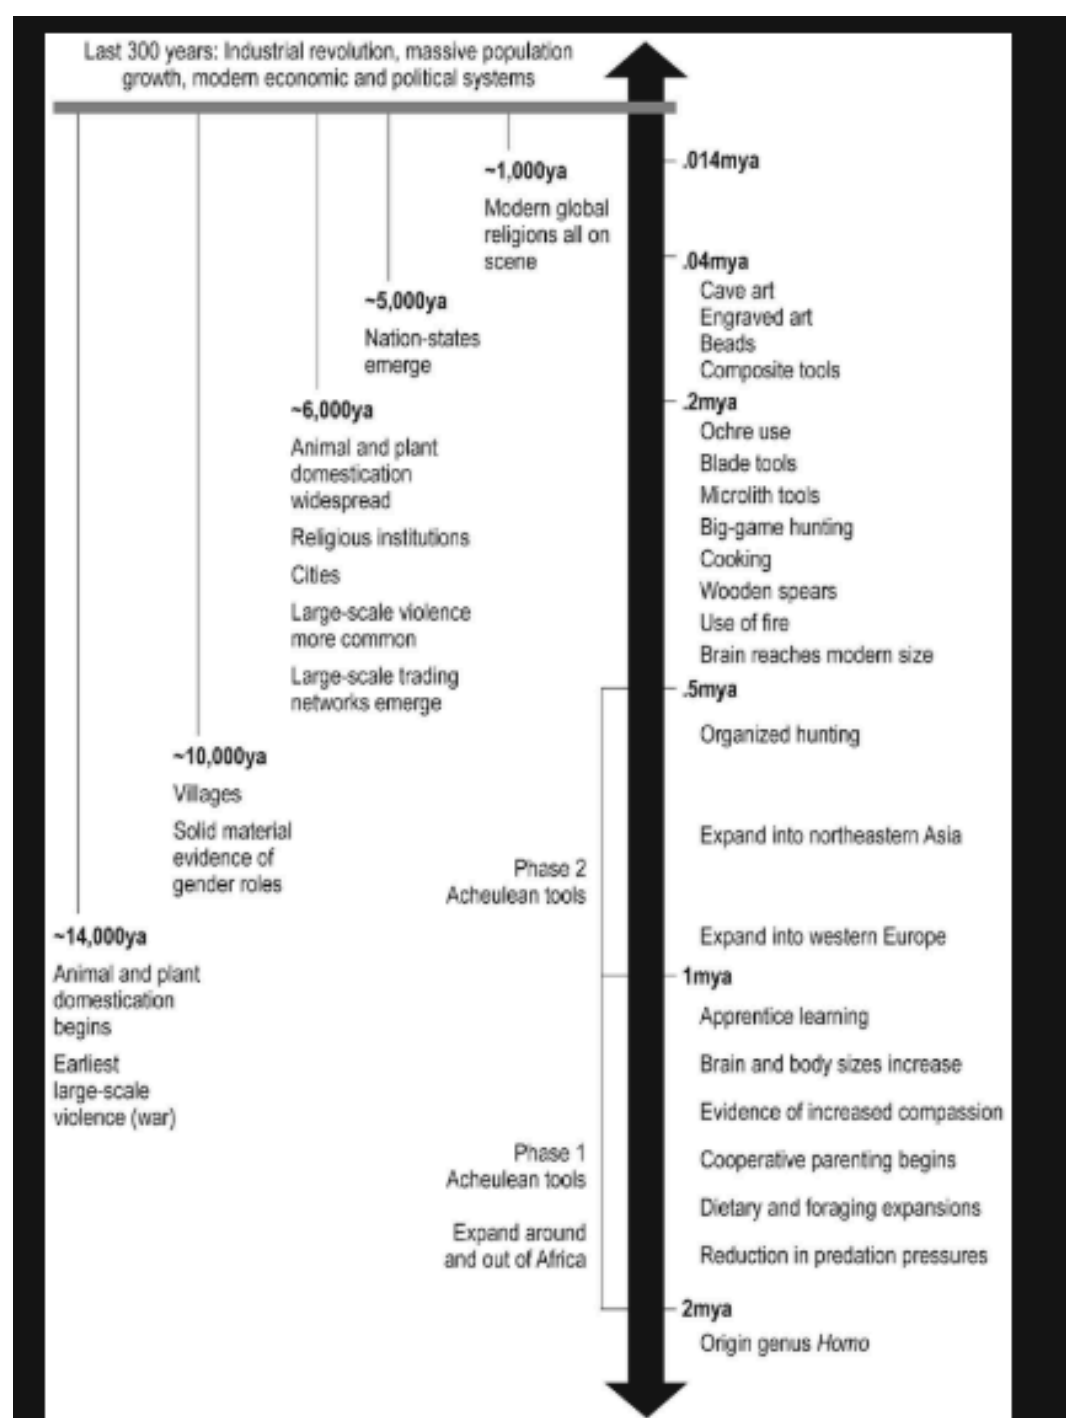 Last 300 years: Industrial revolution, massive population
growth, modern economic and political systems
~1,000ya
Modern global
religions all on
scene
~5,000ya
Nation-states
emerge
~6,000ya
Animal and plant
domestication
widespread
Religious institutions
Cities
Large-scale violence
more common
Large-scale trading
networks emerge
~10,000ya
Villages
Solid material
evidence of
gender roles
~14,000ya
Animal and plant
domestication
begins
Earliest
large-scale
violence (war)
Phase 2
Acheulean tools
Phase 1
Acheulean tools
Expand around
and out of Africa
.014mya
.04mya
Cave art
Engraved art
Beads
Composite tools
.2mya
Ochre use
Blade tools
Microlith tools
Big-game hunting
Cooking
Wooden spears
Use of fire
Brain reaches modern size
.5mya
Organized hunting
Expand into northeastern Asia
Expand into western Europe
1mya
Apprentice learning
Brain and body sizes increase
Evidence of increased compassion
Cooperative parenting begins
Dietary and foraging expansions
Reduction in predation pressures
2mya
Origin genus Homo